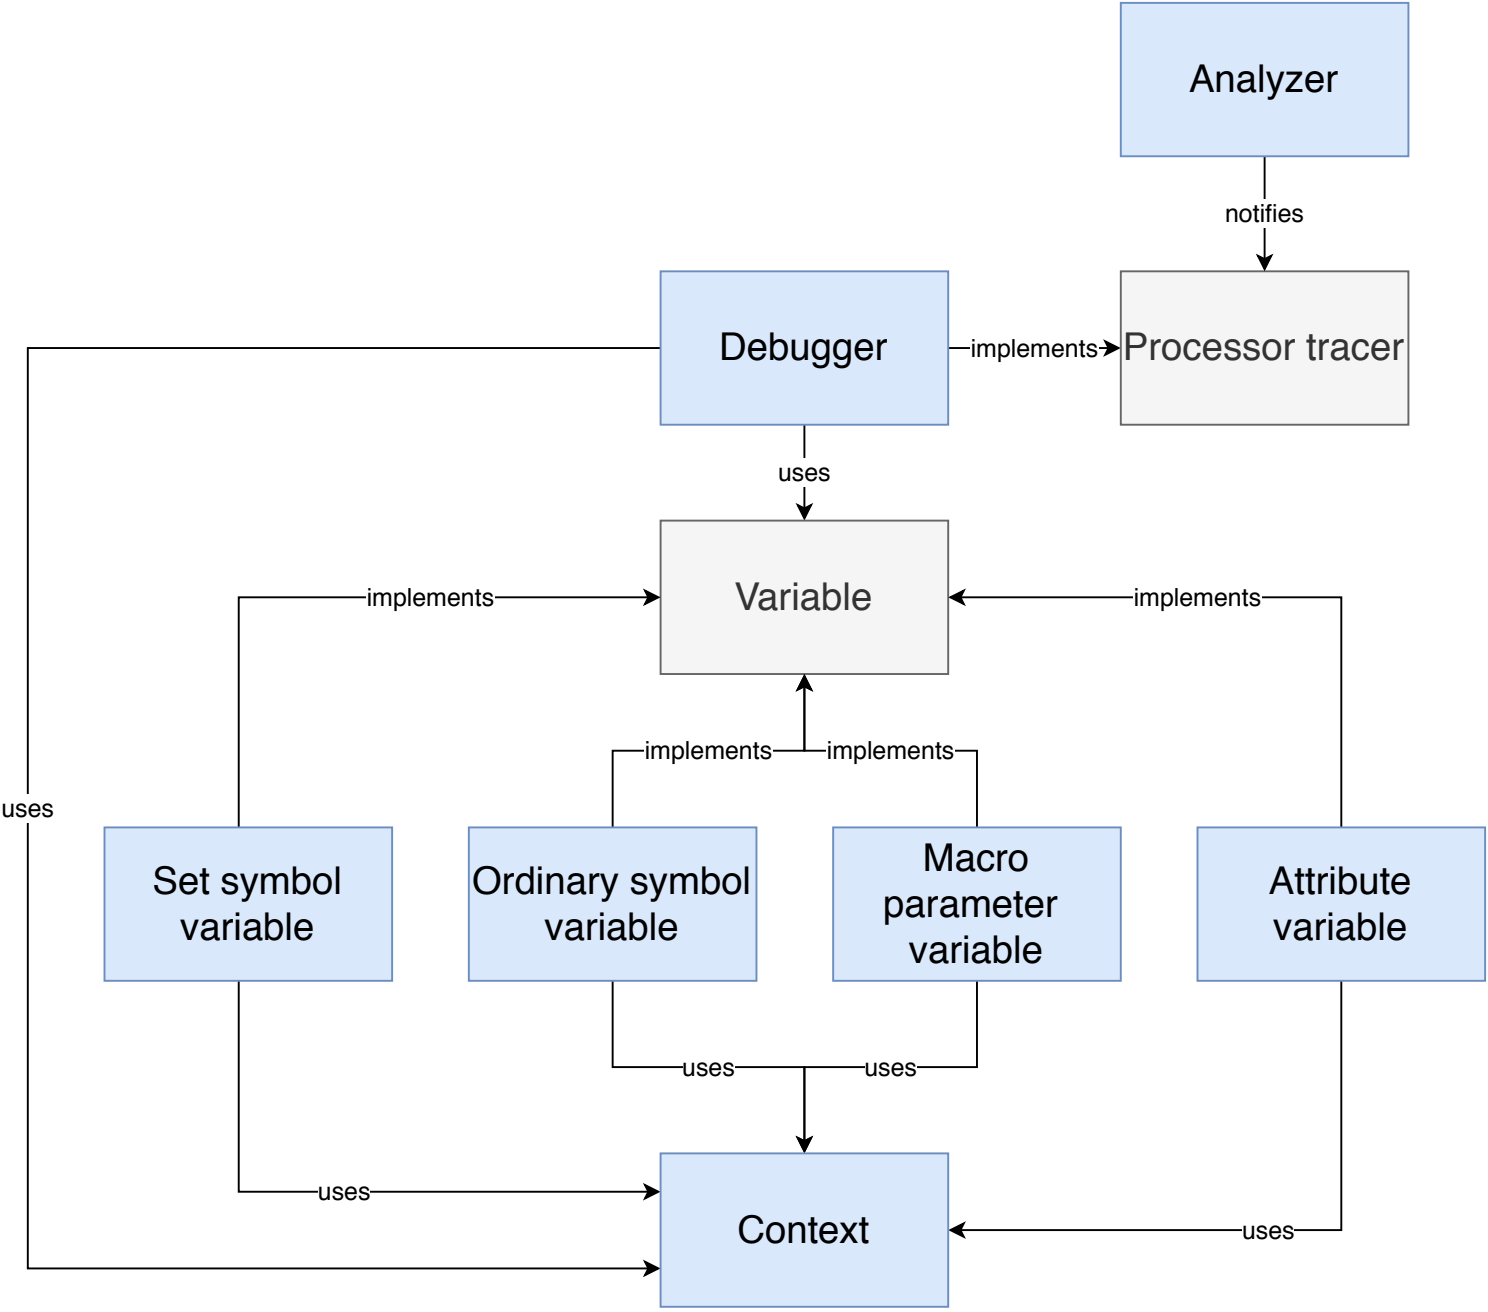 Analyzer
notifies
Debugger
implements
Processor tracer
uses
implements
Variable
implements
implements
implements
uses
Set symbol
variable
Ordinary symbol
variable
Macro
parameter
variable
Attribute
variable
uses
uses
uses
Context
uses